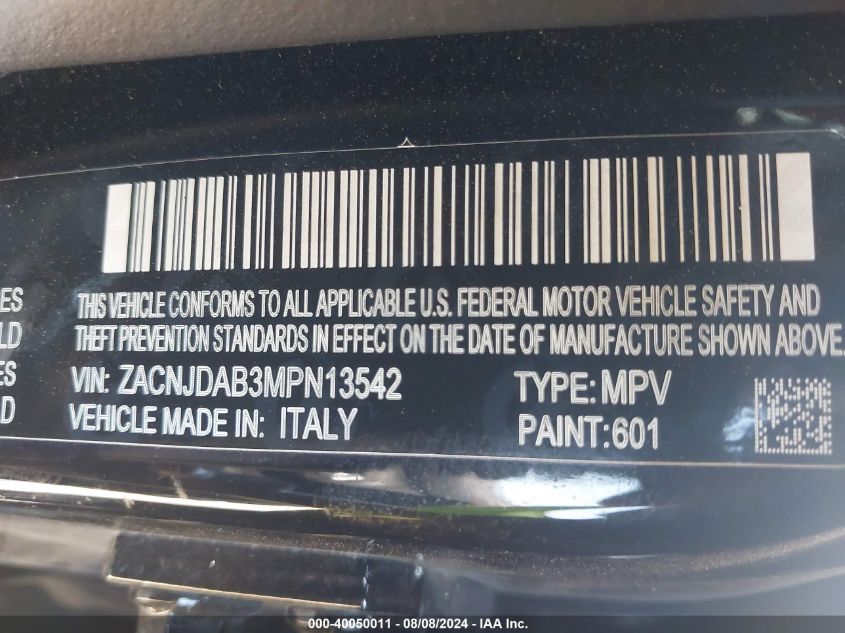 THIS VEHICLE CONFORMS TO ALL APPLICABLE U.S. FEDERAL MOTOR VEHICLE SAFETY AND
THEFT PREVENTION STANDARDS IN EFFECT ON THE DATE OF MANUFACTURE SHOWN ABOVE.
VIN: ZACNJDAB3MPN13542 TYPE: MPV
VEHICLE MADE IN: ITALY PAINT:601
ES
LD
ES
D
000-40050011 - 08/08/2024 - IAA Inc.